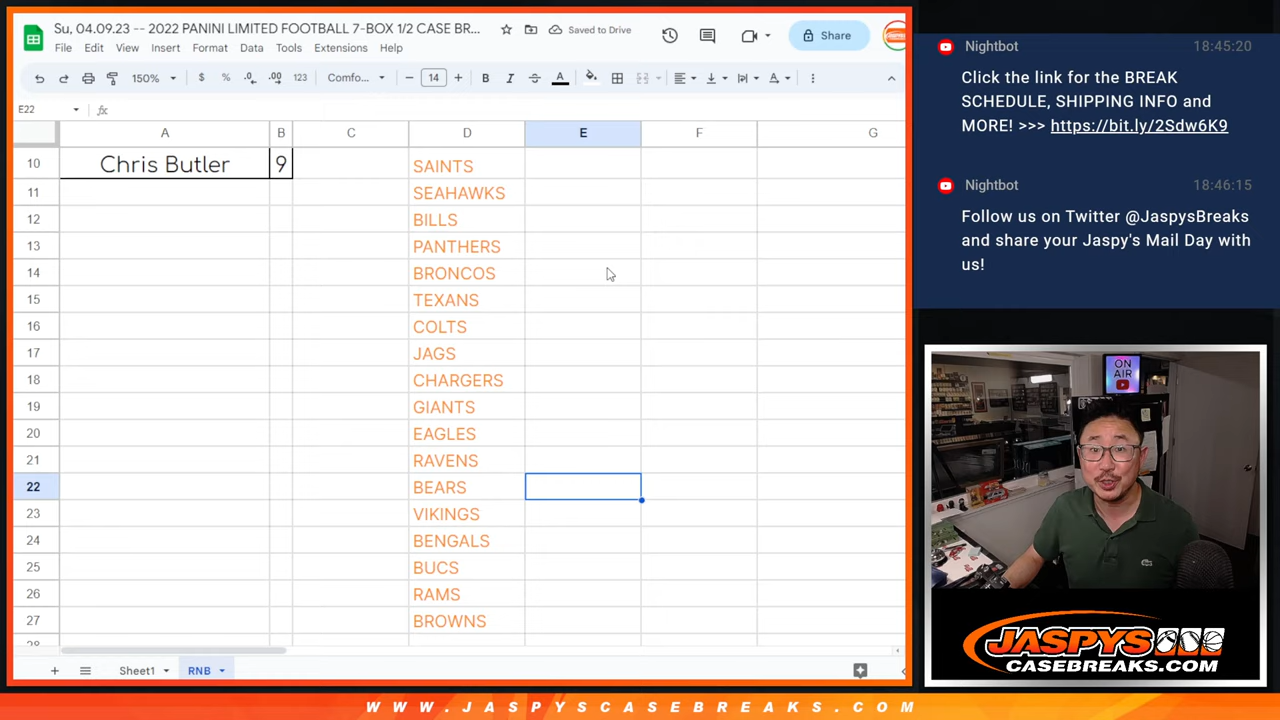 Su, 04.09.23 -- 2022 PANINI LIMITED FOOTBALL 7-BOX 1/2 CASE BR...
Saved to Drive
Share
File Edit View Insert Format Data Tools Extensions Help
150% $ % .0 .00 123 Comfo... 14 B I A
E22 fx
A B C D E F G
10 Chris Butler 9 SAINTS
11 SEAHAWKS
12 BILLS
13 PANTHERS
14 BRONCOS
15 TEXANS
16 COLTS
17 JAGS
18 CHARGERS
19 GIANTS
20 EAGLES
21 RAVENS
22 BEARS
23 VIKINGS
24 BENGALS
25 BUCS
26 RAMS
27 BROWNS
Sheet1 RNB
Nightbot 18:45:20
Click the link for the BREAK
SCHEDULE, SHIPPING INFO and
MORE! >>> https://bit.ly/2Sdw6K9
Nightbot 18:46:15
Follow us on Twitter @JaspysBreaks
and share your Jaspy's Mail Day with
us!
ON
AIR
JASPYS
CASEBREAKS.COM
WWW.JASPYSCASEBREAKS.COM